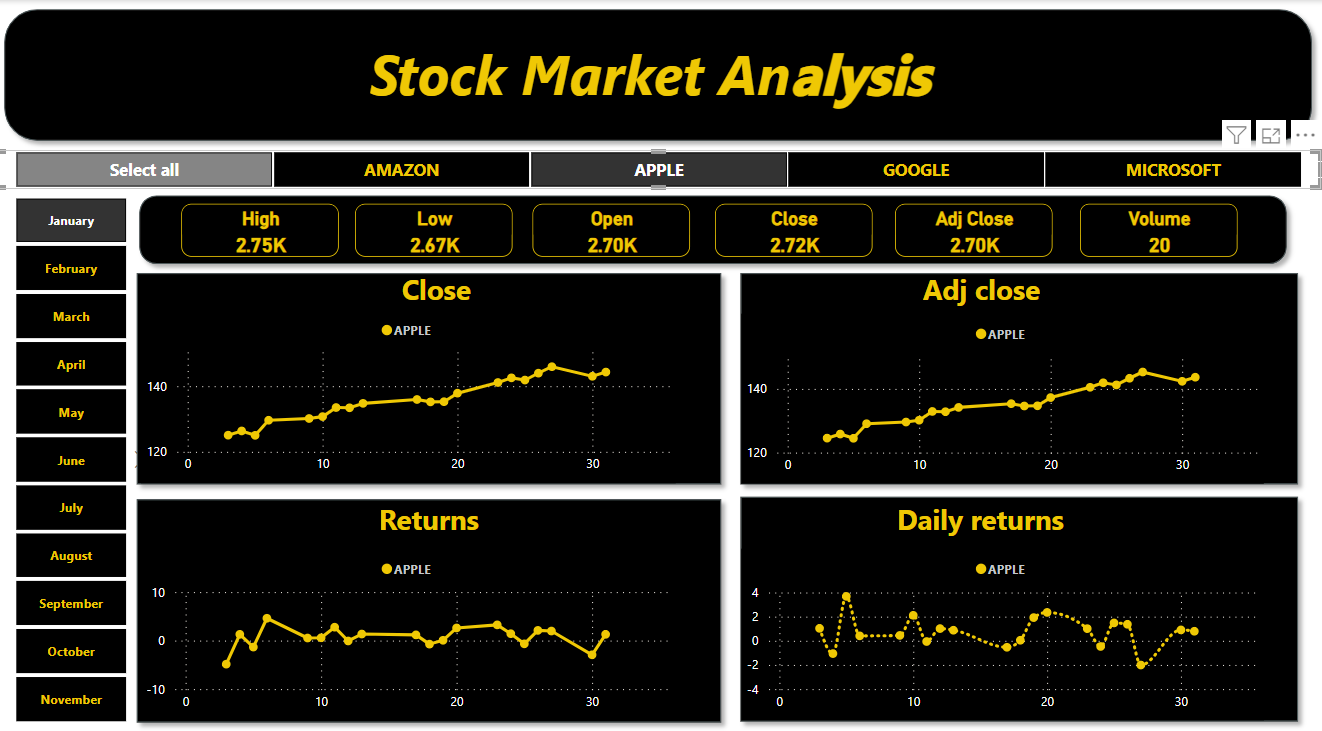 Stock Market Analysis
Select all
AMAZON
APPLE
GOOGLE
MICROSOFT
January
February
March
April
May
June
July
August
September
October
November
High
2.75K
Low
2.67K
Open
2.70K
Close
2.72K
Adj Close
2.70K
Volume
20
Close
APPLE
140
120
0 10 20 30
Adj close
APPLE
140
120
0 10 20 30
Returns
APPLE
10
0
-10
0 10 20 30
Daily returns
APPLE
4
2
0
-2
-4
0 10 20 30